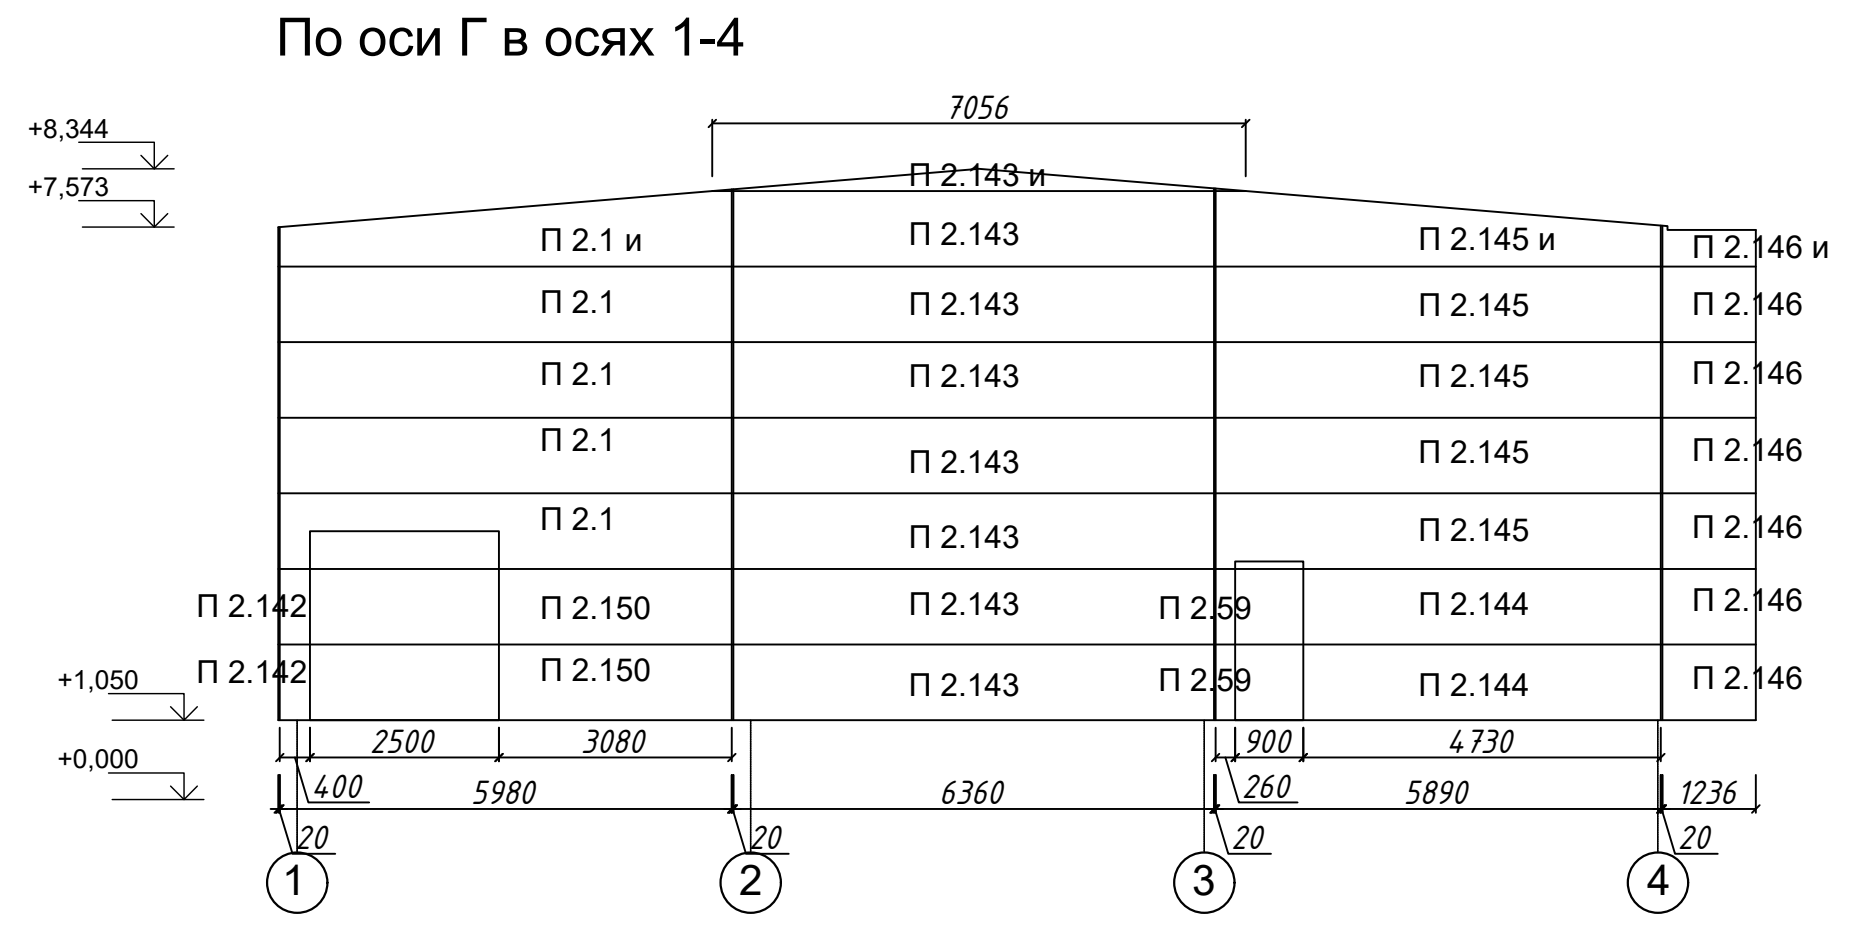 По оси Г в осях 1-4
7056
+8,344
+7,573
П 2.143 и
П 2.1 и
П 2.143
П 2.145 и
П 2.146 и
П 2.1
П 2.143
П 2.145
П 2.146
П 2.1
П 2.143
П 2.145
П 2.146
П 2.1
П 2.143
П 2.145
П 2.146
П 2.1
П 2.143
П 2.145
П 2.146
П 2.142
П 2.150
П 2.143
П 2.59
П 2.144
П 2.146
П 2.142
П 2.150
П 2.143
П 2.59
П 2.144
П 2.146
+1,050
+0,000
2500
3080
900
4730
400
5980
6360
260
5890
1236
20
20
20
20
1
2
3
4